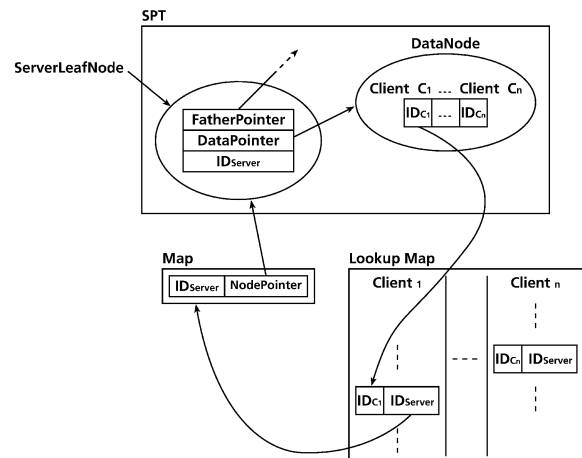 SPT
DataNode
ServerLeafNode
Client C1 --- Client Cn
FatherPointer
IDC1 --- IDCn
DataPointer
IDServer
Map
Lookup Map
IDServer NodePointer
Client 1
Client n
IDCn IDServer
IDC1 IDServer